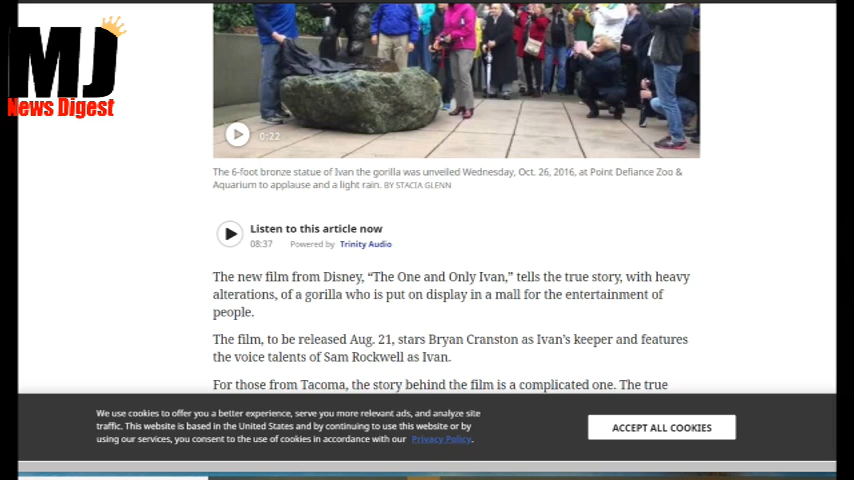 MJ
News Digest
0:22
The 6-foot bronze statue of Ivan the gorilla was unveiled Wednesday, Oct. 26, 2016, at Point Defiance Zoo &
Aquarium to applause and a light rain. BY STACIA GLENN
Listen to this article now
08:37 Powered by Trinity Audio
The new film from Disney, “The One and Only Ivan,” tells the true story, with heavy
alterations, of a gorilla who is put on display in a mall for the entertainment of
people.
The film, to be released Aug. 21, stars Bryan Cranston as Ivan’s keeper and features
the voice talents of Sam Rockwell as Ivan.
For those from Tacoma, the story behind the film is a complicated one. The true
We use cookies to offer you a better experience, serve you more relevant ads, and analyze site
traffic. This website is based in the United States and by continuing to use this website or by
using our services, you consent to the use of cookies in accordance with our Privacy Policy.
ACCEPT ALL COOKIES